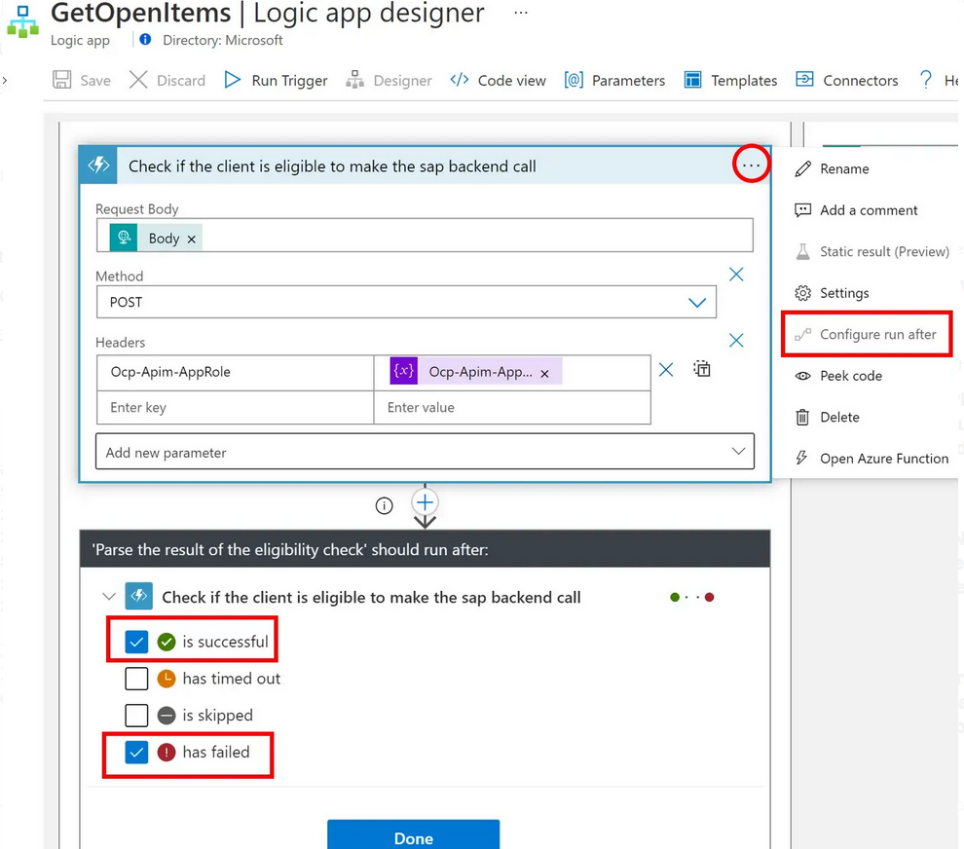 GetOpenItems | Logic app designer ...
Logic app Directory: Microsoft
Save Discard Run Trigger Designer Code view Parameters Templates Connectors ? He
Check if the client is eligible to make the sap backend call ...
Rename
Add a comment
Static result (Preview)
Settings
Configure run after
Peek code
Delete
Open Azure Function
Request Body
Body ×
Method
POST
Headers
Ocp-Apim-AppRole Ocp-Apim-App... ×
Enter key Enter value
Add new parameter
'Parse the result of the eligibility check' should run after:
Check if the client is eligible to make the sap backend call
is successful
has timed out
is skipped
has failed
Done